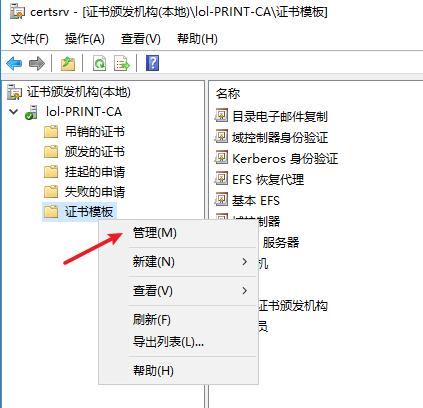 certsrv - [证书颁发机构(本地)\lol-PRINT-CA\证书模板]
文件(F) 操作(A) 查看(V) 帮助(H)
证书颁发机构(本地)
lol-PRINT-CA
吊销的证书
颁发的证书
挂起的申请
失败的申请
证书模板
名称
目录电子邮件复制
域控制器身份验证
Kerberos 身份验证
EFS 恢复代理
基本 EFS
域控制器
服务器
机
证书颁发机构
员
管理(M)
新建(N)
查看(V)
刷新(F)
导出列表(L)...
帮助(H)